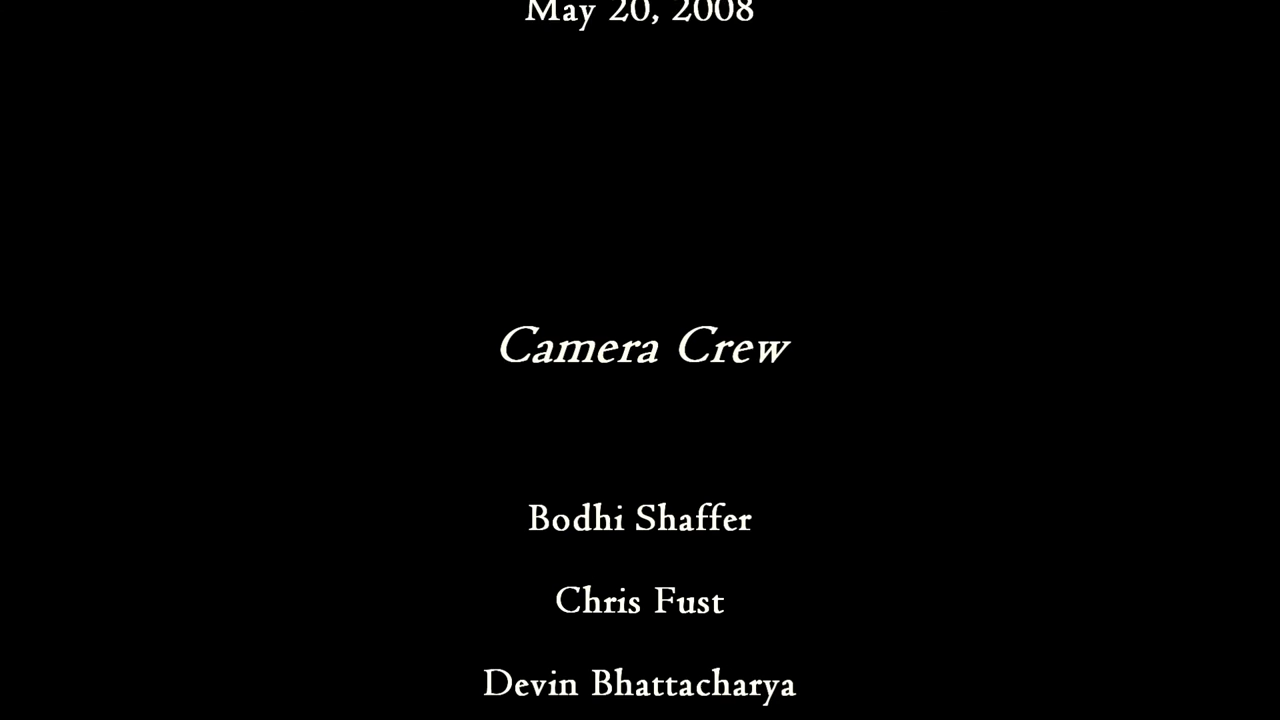 May 20, 2008
Camera Crew
Bodhi Shaffer
Chris Fust
Devin Bhattacharya